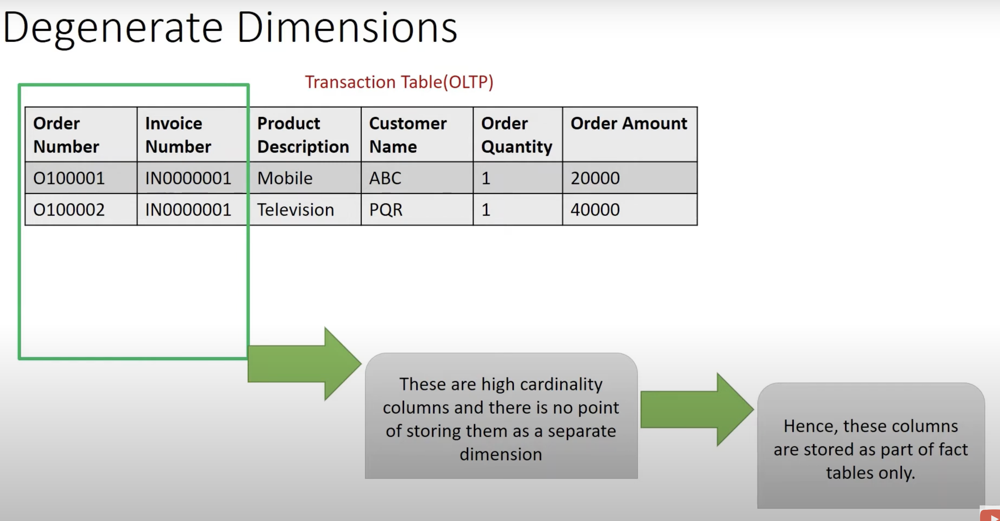 Degenerate Dimensions
Transaction Table(OLTP)
Order Number Invoice Number Product Description Customer Name Order Quantity Order Amount
O100001 IN0000001 Mobile ABC 1 20000
O100002 IN0000001 Television PQR 1 40000
These are high cardinality
columns and there is no point
of storing them as a separate
dimension
Hence, these columns
are stored as part of fact
tables only.